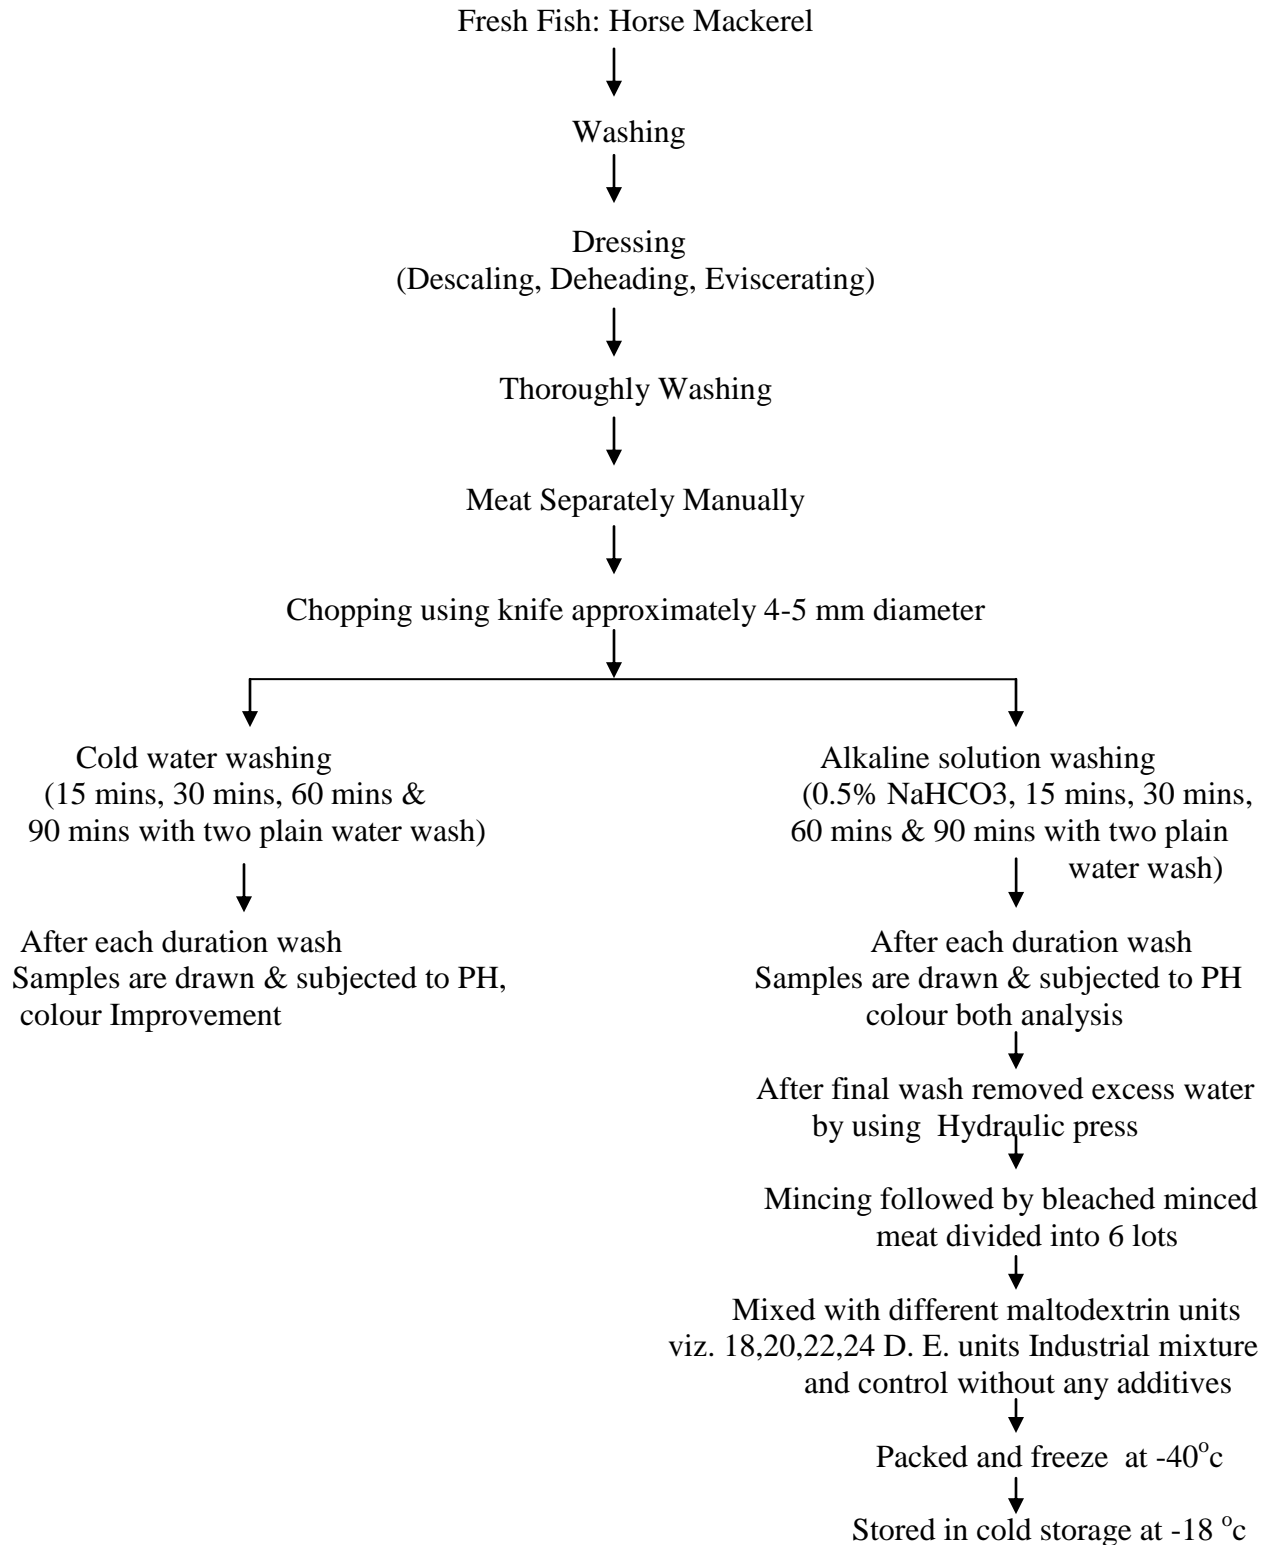 Fresh Fish: Horse Mackerel
Washing
Dressing
(Descaling, Deheading, Eviscerating)
Thoroughly Washing
Meat Separately Manually
Chopping using knife approximately 4-5 mm diameter
Cold water washing
(15 mins, 30 mins, 60 mins &
90 mins with two plain water wash)
After each duration wash
Samples are drawn & subjected to PH,
colour Improvement
Alkaline solution washing
(0.5% NaHCO3, 15 mins, 30 mins,
60 mins & 90 mins with two plain
water wash)
After each duration wash
Samples are drawn & subjected to PH
colour both analysis
After final wash removed excess water
by using Hydraulic press
Mincing followed by bleached minced
meat divided into 6 lots
Mixed with different maltodextrin units
viz. 18,20,22,24 D. E. units Industrial mixture
and control without any additives
Packed and freeze at -40°c
Stored in cold storage at -18 °c